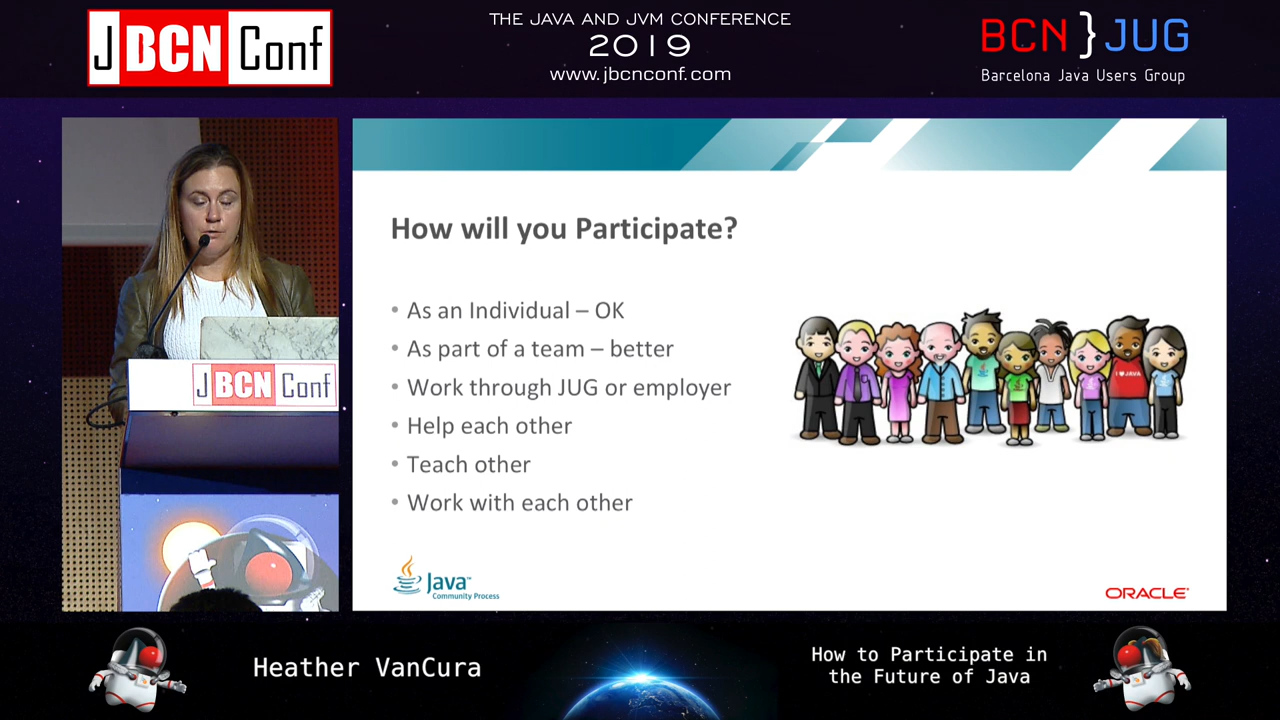 J BCN Conf
THE JAVA AND JVM CONFERENCE
2019
www.jbcnconf.com
BCN}JUG
Barcelona Java Users Group
J BCN Conf
How will you Participate?
• As an Individual – OK
• As part of a team – better
• Work through JUG or employer
• Help each other
• Teach other
• Work with each other
I ♥ JAVA
Java™
Community Process
ORACLE®
Heather VanCura
How to Participate in
the Future of Java